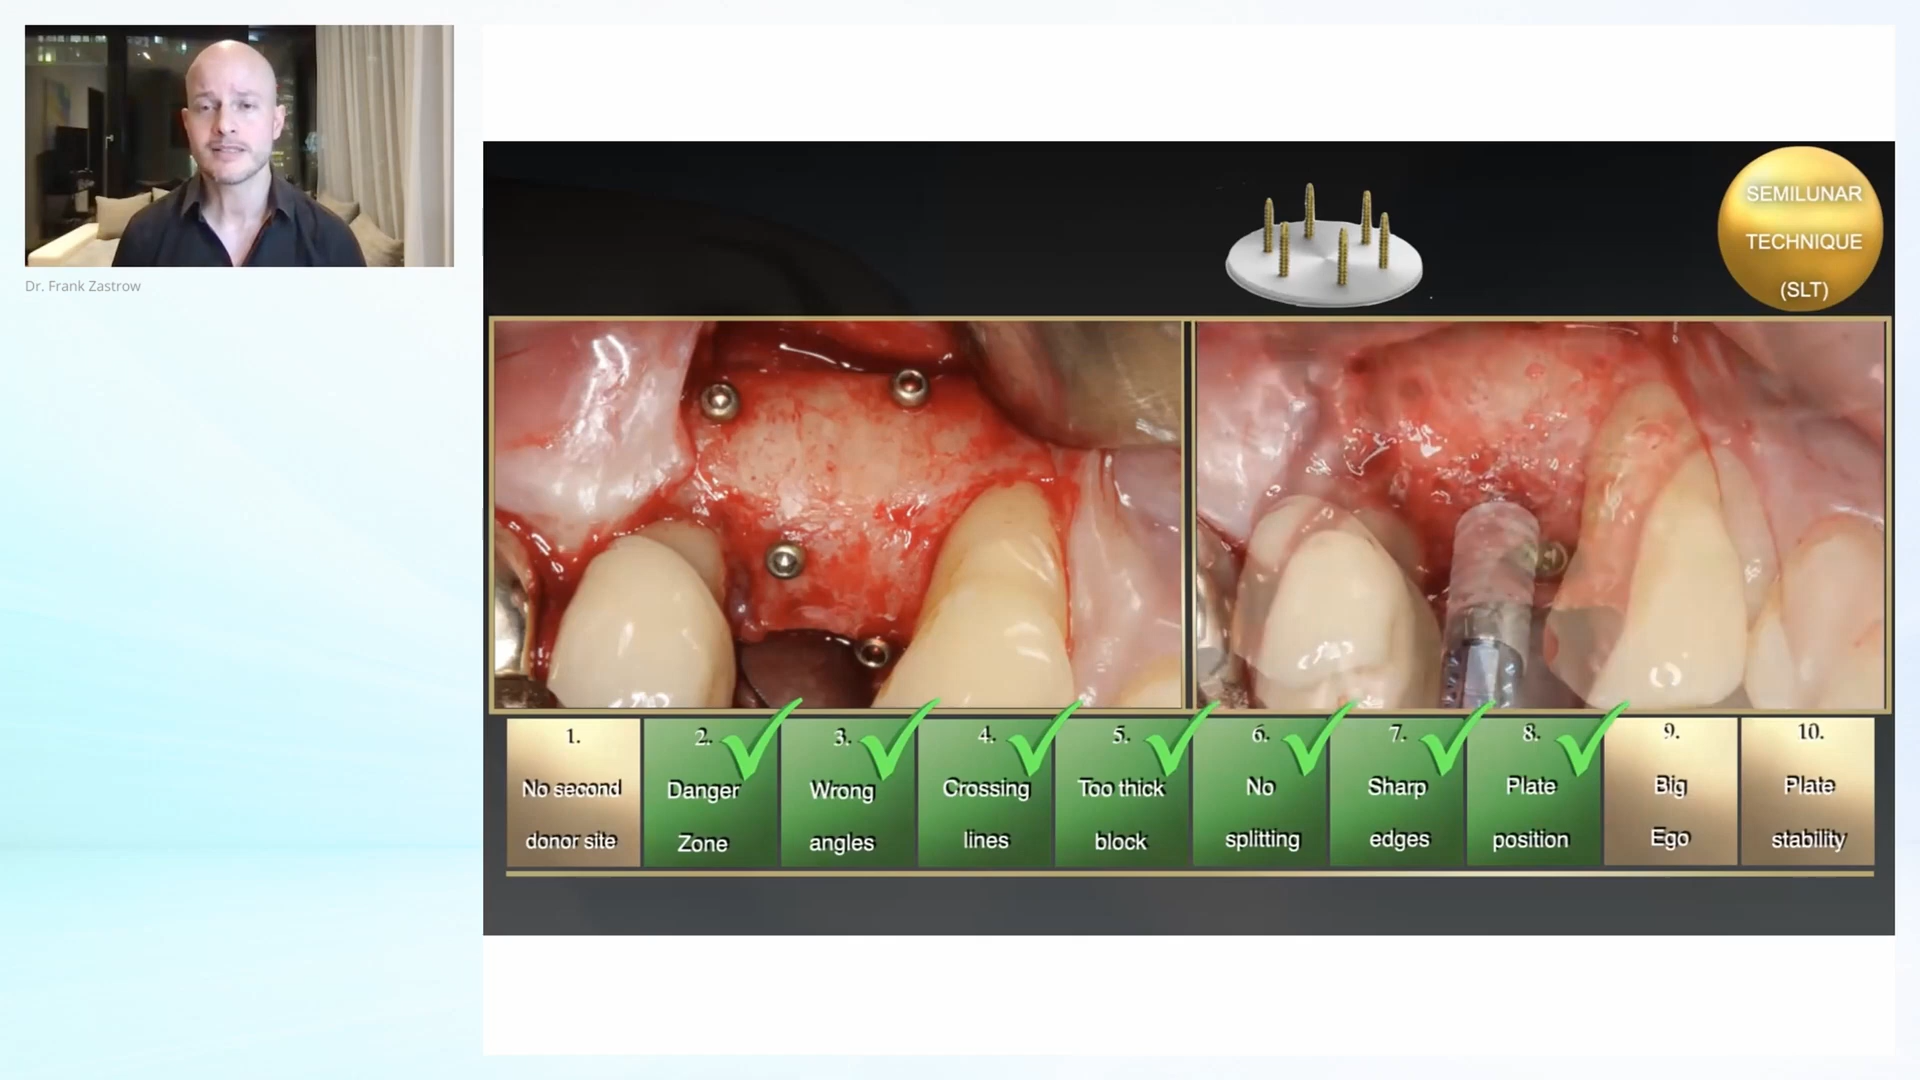 Dr. Frank Zastrow
SEMILUNAR
TECHNIQUE
(SLT)
1.
No second
donor site
2.
Danger
Zone
3.
Wrong
angles
4.
Crossing
lines
5.
Too thick
block
6.
No
splitting
7.
Sharp
edges
8.
Plate
position
9.
Big
Ego
10.
Plate
stability